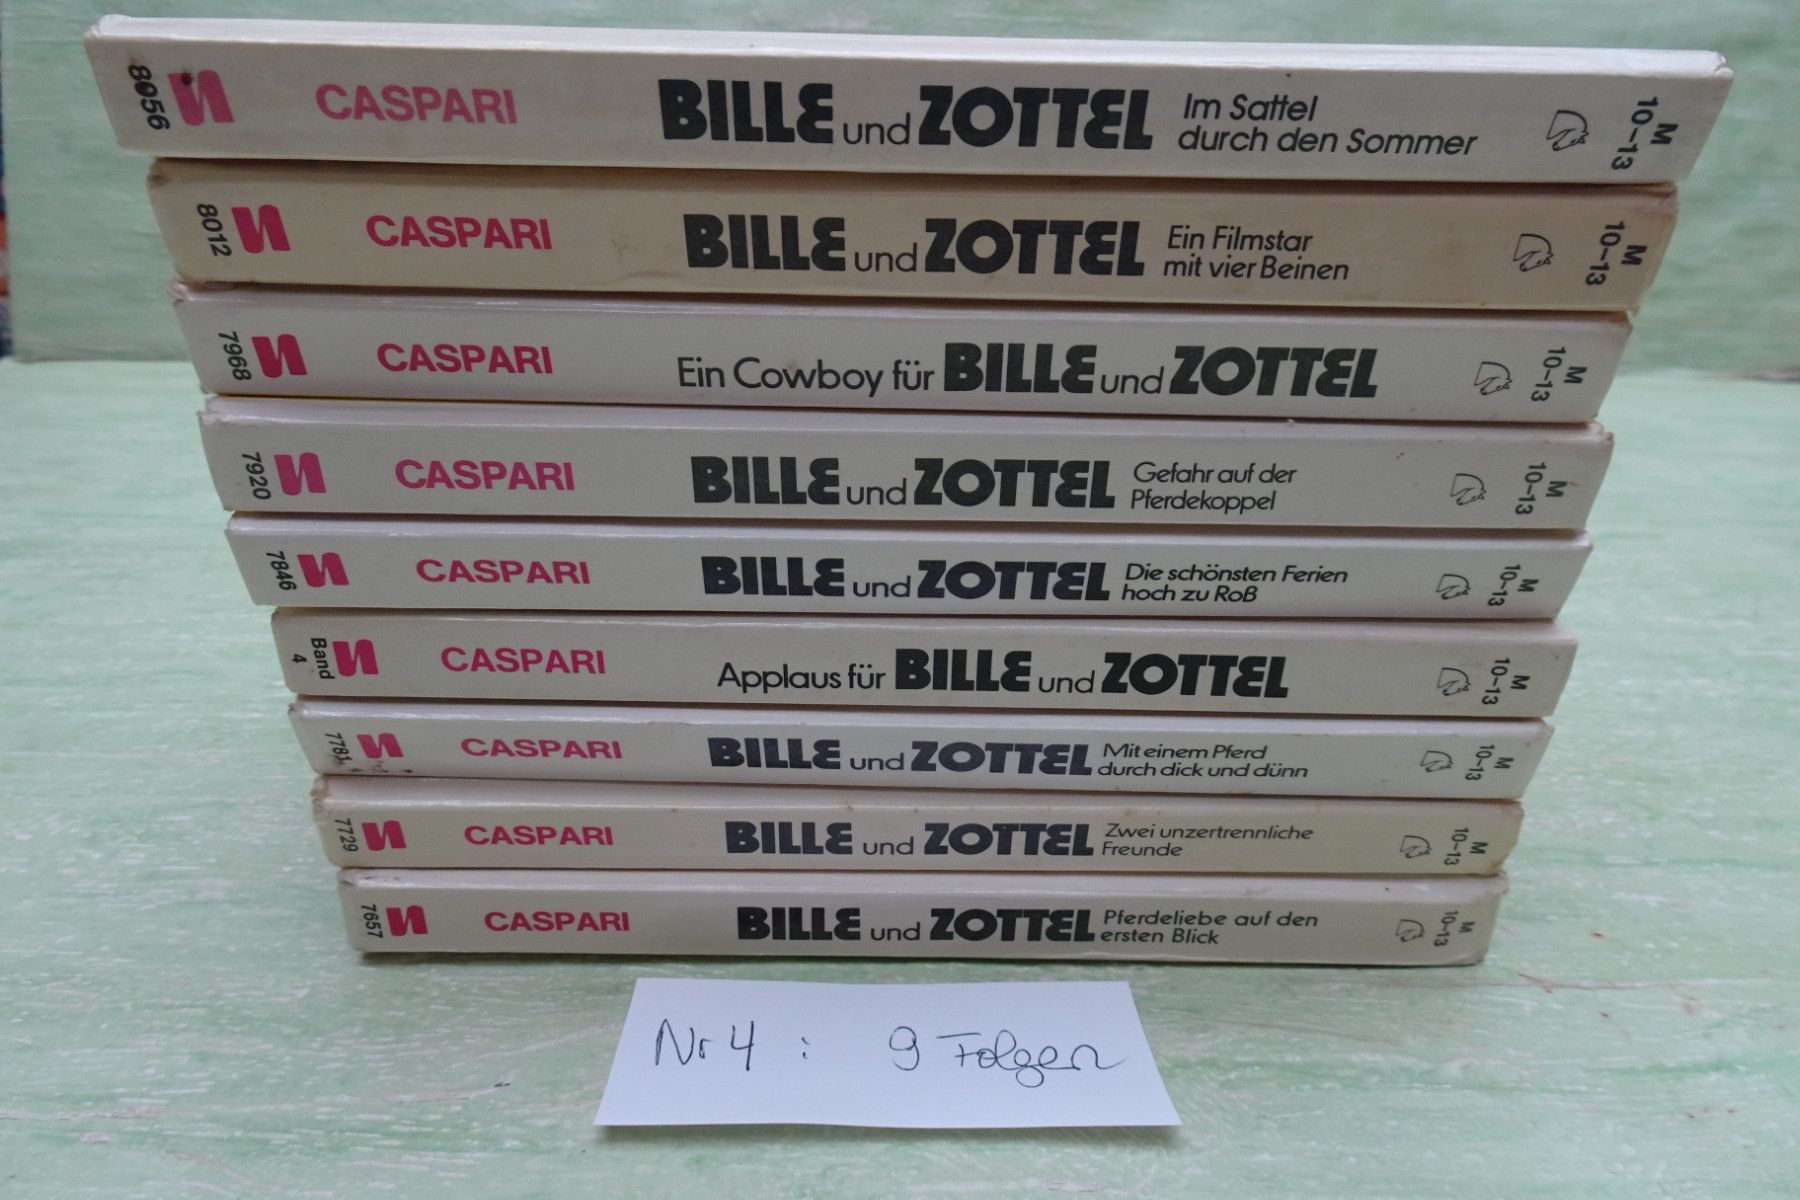 8056 CASPARI BILLE und ZOTTEL Im Sattel
durch den Sommer
M
10–13
8012 CASPARI BILLE und ZOTTEL Ein Filmstar
mit vier Beinen
M
10–13
7968 CASPARI Ein Cowboy für BILLE und ZOTTEL
M
10–13
7920 CASPARI BILLE und ZOTTEL Gefahr auf der
Pferdekoppel
M
10–13
7846 CASPARI BILLE und ZOTTEL Die schönsten Ferien
hoch zu Roß
M
10–13
Band
4
CASPARI Applaus für BILLE und ZOTTEL
M
10–13
CASPARI BILLE und ZOTTEL Mit einem Pferd
durch dick und dünn
M
10–13
7729 CASPARI BILLE und ZOTTEL Zwei unzertrennliche
Freunde
M
10–13
7657 CASPARI BILLE und ZOTTEL Pferdeliebe auf den
ersten Blick
M
10–13
Nr 4 : 9 Folgen